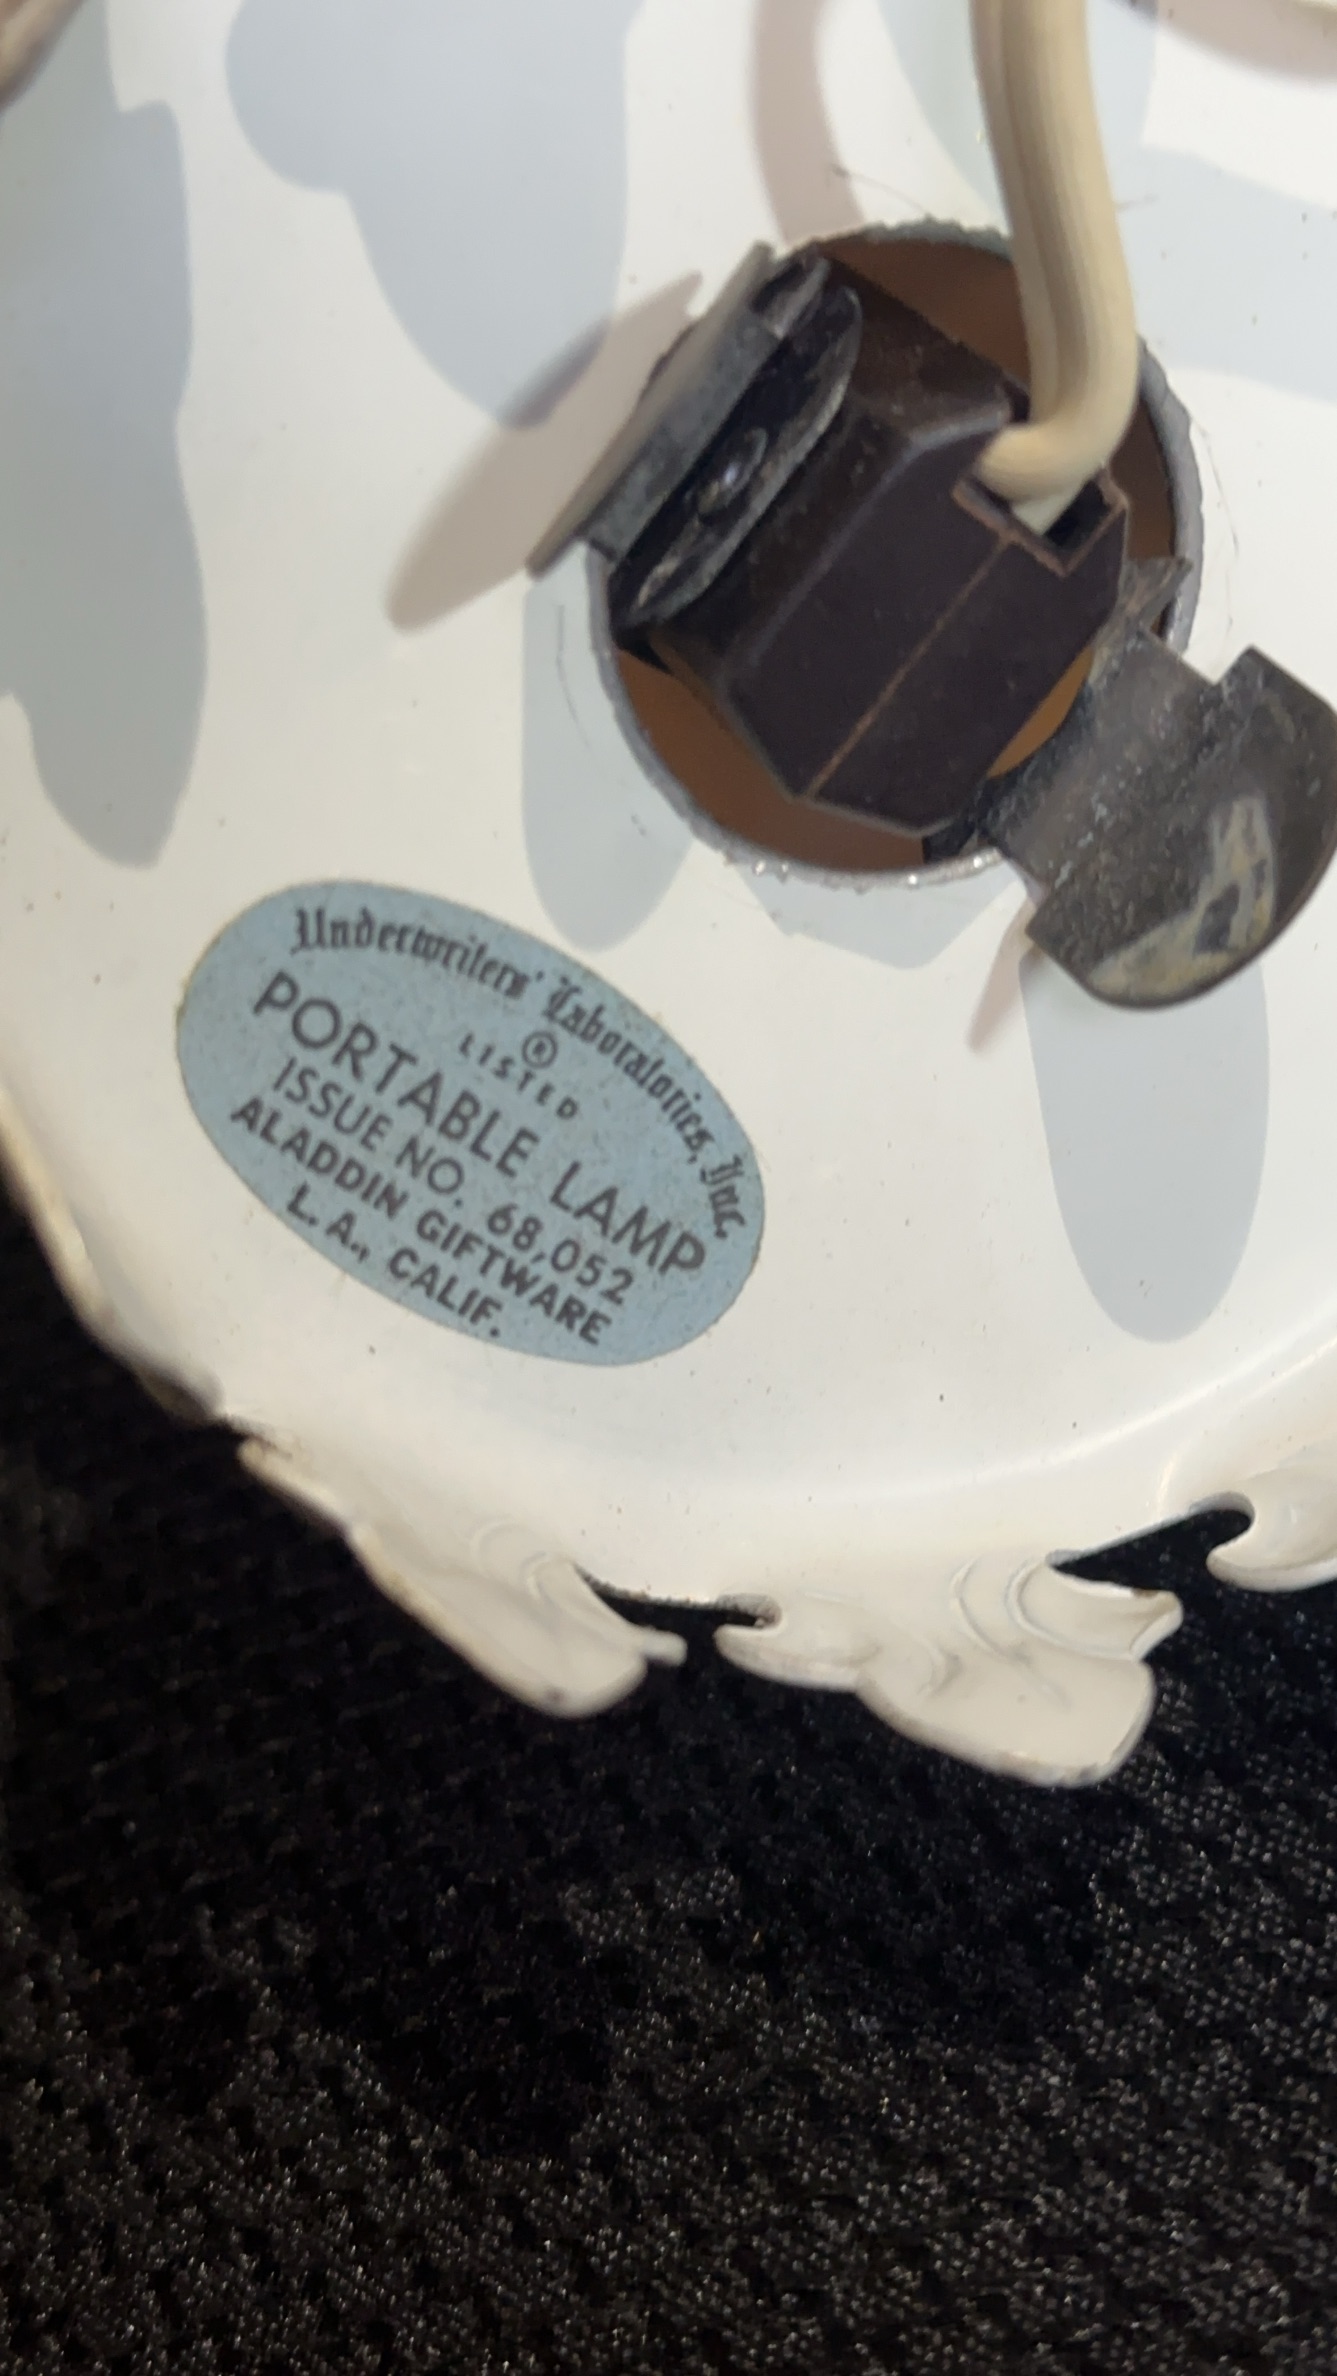 Underwriters' Laboratories, Inc.
®
LISTED
PORTABLE LAMP
ISSUE NO. 68,052
ALADDIN GIFTWARE
L.A., CALIF.